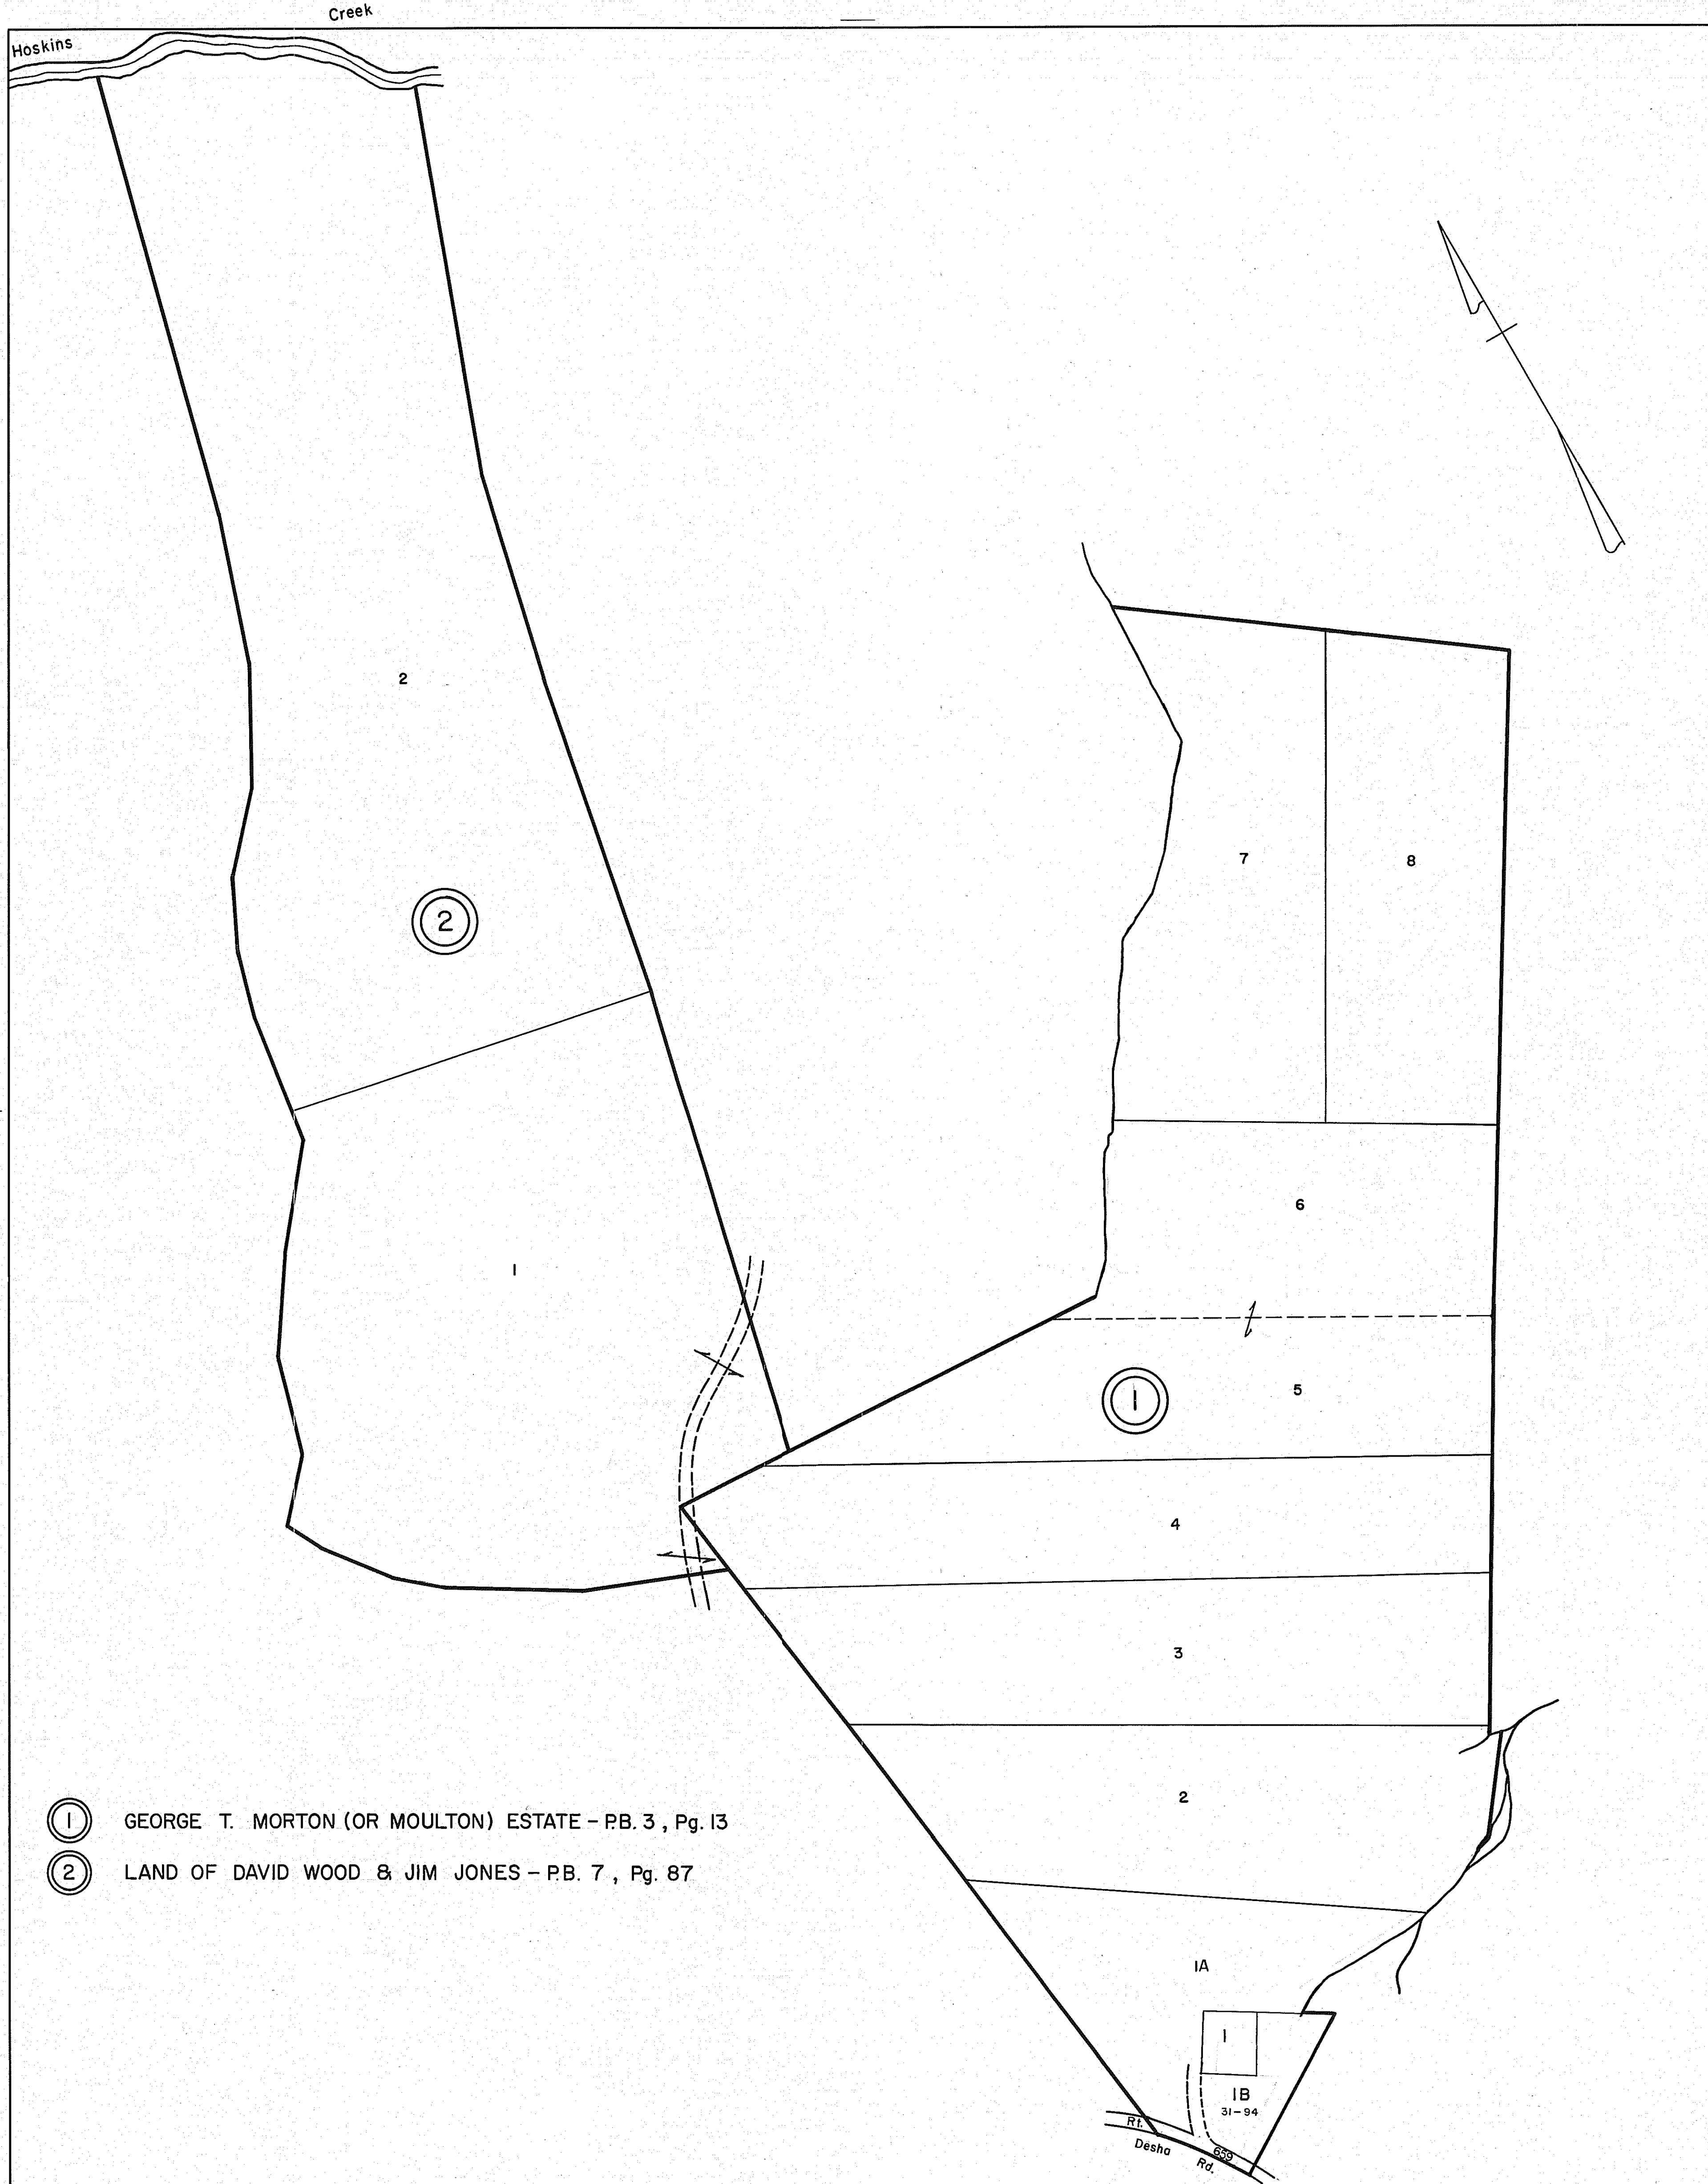 Creek
Hoskins
2
7
8
2
6
1
1
5
4
3
2
1 GEORGE T. MORTON (OR MOULTON) ESTATE – P.B. 3 , Pg. 13
2 LAND OF DAVID WOOD & JIM JONES – P.B. 7 , Pg. 87
1A
1
1B
31-94
Rt. 659
Desha Rd.